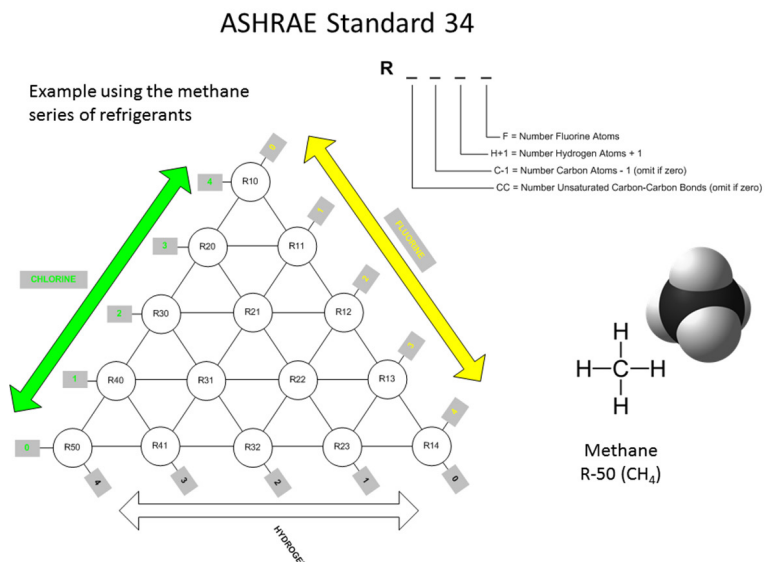 ASHRAE Standard 34
Example using the methane
series of refrigerants
R _ _ _ _
F = Number Fluorine Atoms
H+1 = Number Hydrogen Atoms + 1
C-1 = Number Carbon Atoms - 1 (omit if zero)
CC = Number Unsaturated Carbon-Carbon Bonds (omit if zero)
0
4 R10
1
3 R20 R11
FLUORINE
CHLORINE
2
2 R30 R21 R12
3
1 R40 R31 R22 R13
4
0 R50 R41 R32 R23 R14
4 3 2 1 0
H
H C H
H
Methane
R-50 (CH₄)